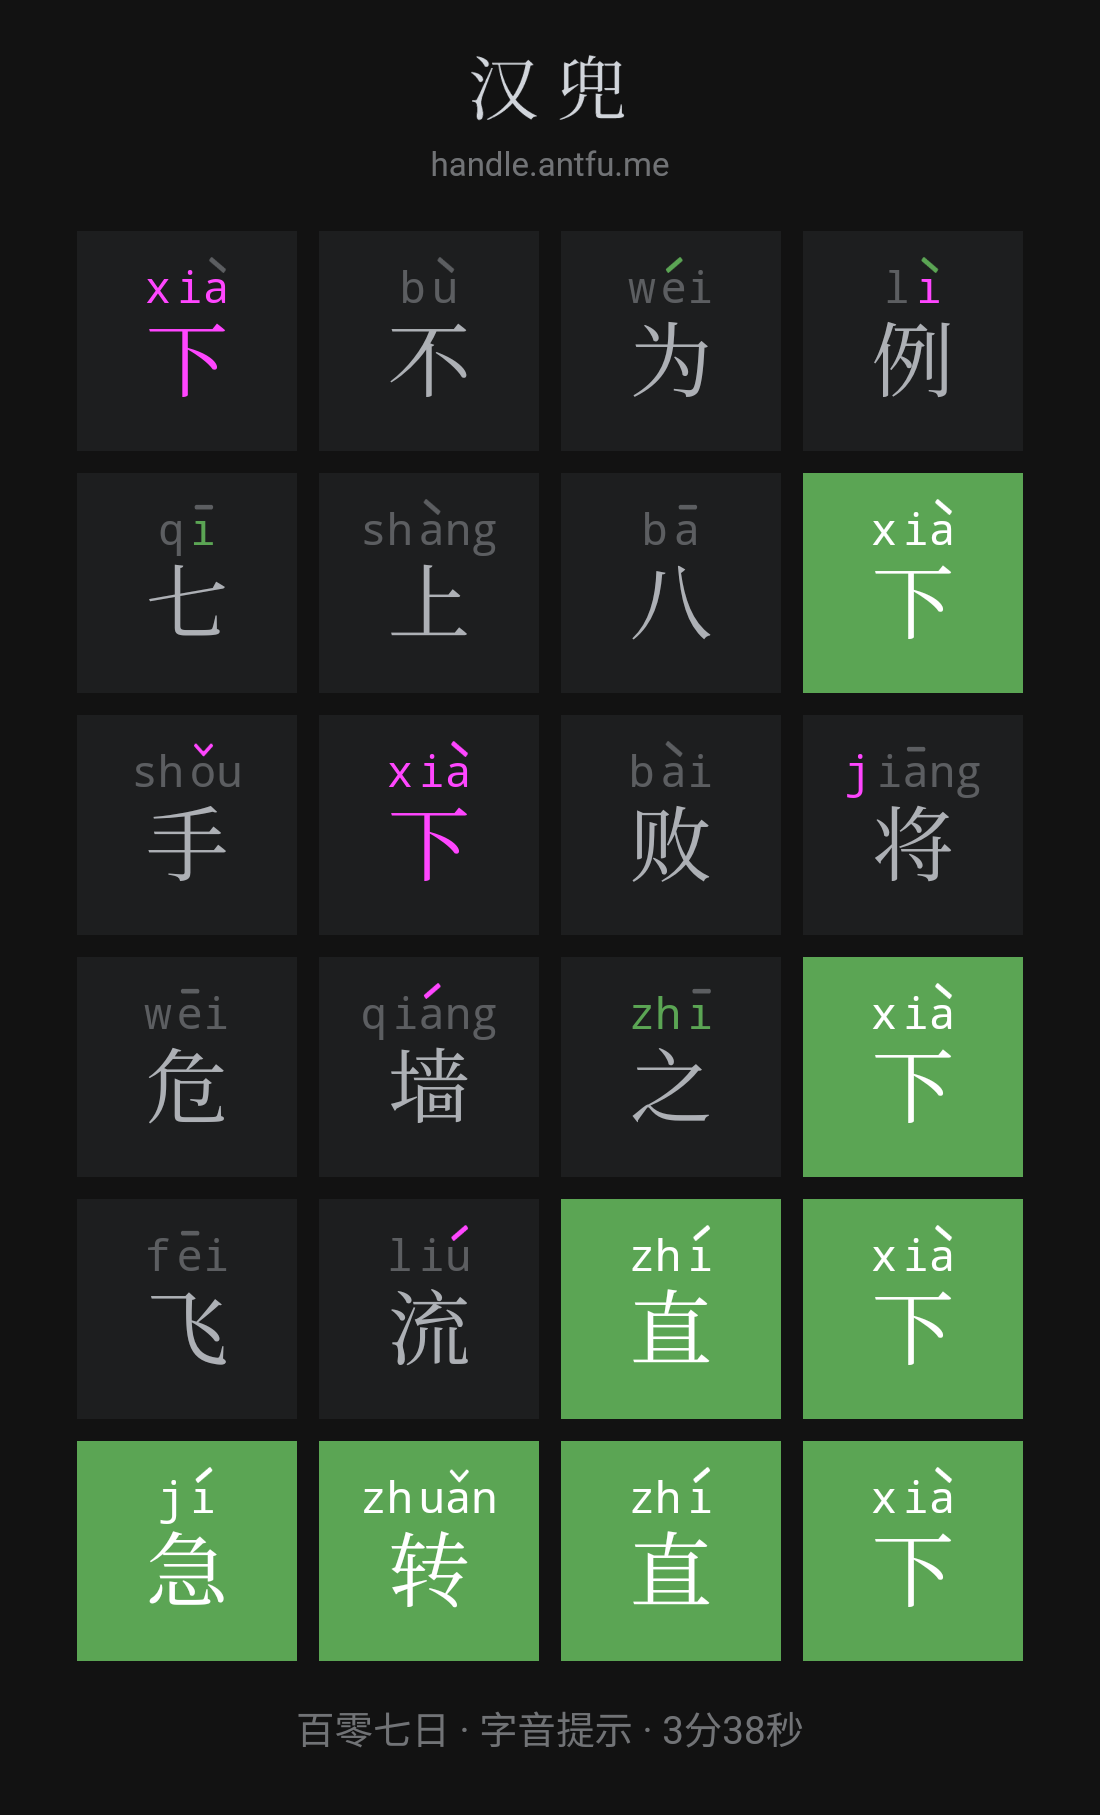 汉兜
handle.antfu.me
xià bù wéi lì
下不为例
qī shàng bā xià
七上八下
shǒu xià bài jiāng
手下败将
wēi qiáng zhī xià
危墙之下
fēi liú zhí xià
飞流直下
jí zhuǎn zhí xià
急转直下
百零七日 · 字音提示 · 3分38秒